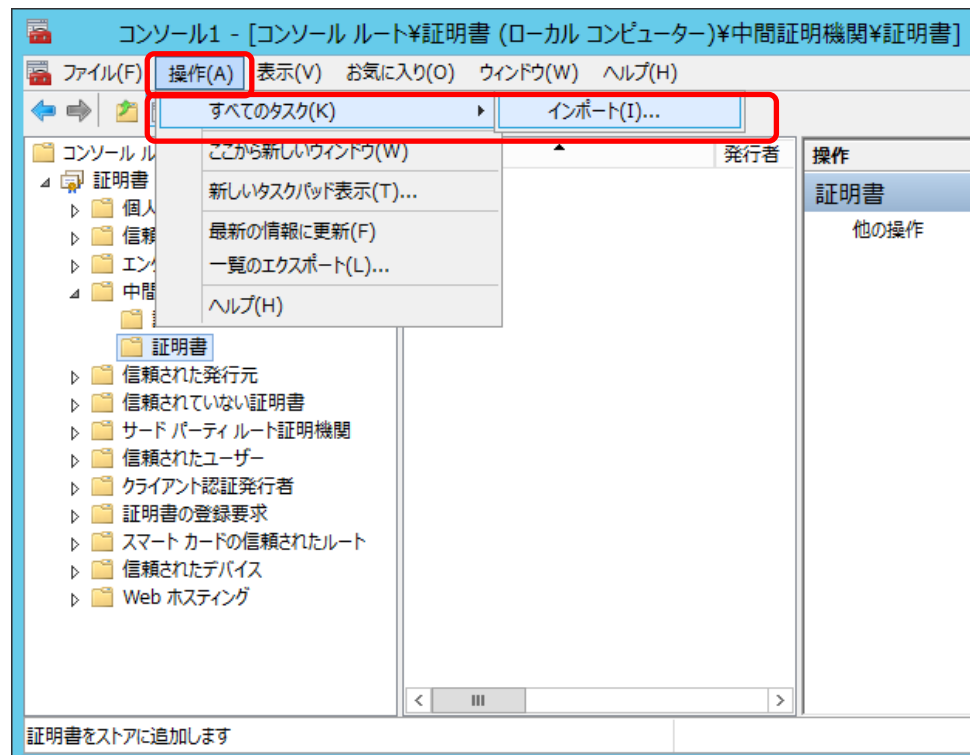 コンソール1 - [コンソール ルート¥証明書 (ローカル コンピューター)¥中間証明機関¥証明書]
ファイル(F) 操作(A) 表示(V) お気に入り(O) ウィンドウ(W) ヘルプ(H)
すべてのタスク(K) インポート(I)...
ここから新しいウィンドウ(W)
新しいタスクパッド表示(T)...
最新の情報に更新(F)
一覧のエクスポート(L)...
ヘルプ(H)
コンソール ル
証明書
個人
信頼
エン
中間
証明書
信頼された発行元
信頼されていない証明書
サード パーティ ルート証明機関
信頼されたユーザー
クライアント認証発行者
証明書の登録要求
スマート カードの信頼されたルート
信頼されたデバイス
Web ホスティング
発行者
操作
証明書
他の操作
証明書をストアに追加します